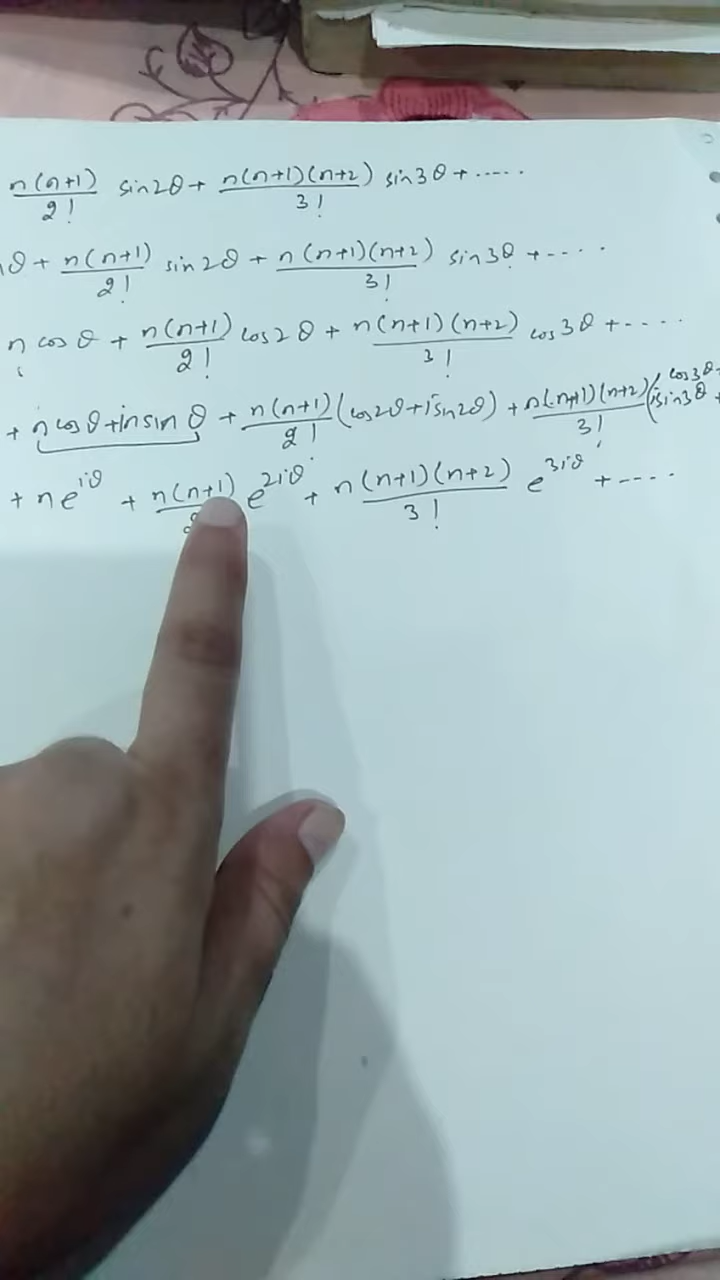 n(n+1)/2! sin2θ + n(n+1)(n+2)/3! sin3θ + .....
θ + n(n+1)/2! sin2θ + n(n+1)(n+2)/3! sin3θ + ....
n cosθ + n(n+1)/2! cos2θ + n(n+1)(n+2)/3! cos3θ + ....
+ n cosθ + i n sinθ + n(n+1)/2! (cos2θ + i sin2θ) + n(n+1)(n+2)/3! (cos3θ + i sin3θ +
+ n e^{iθ} + n(n+1)/2 e^{2iθ} + n(n+1)(n+2)/3! e^{3iθ} + ....